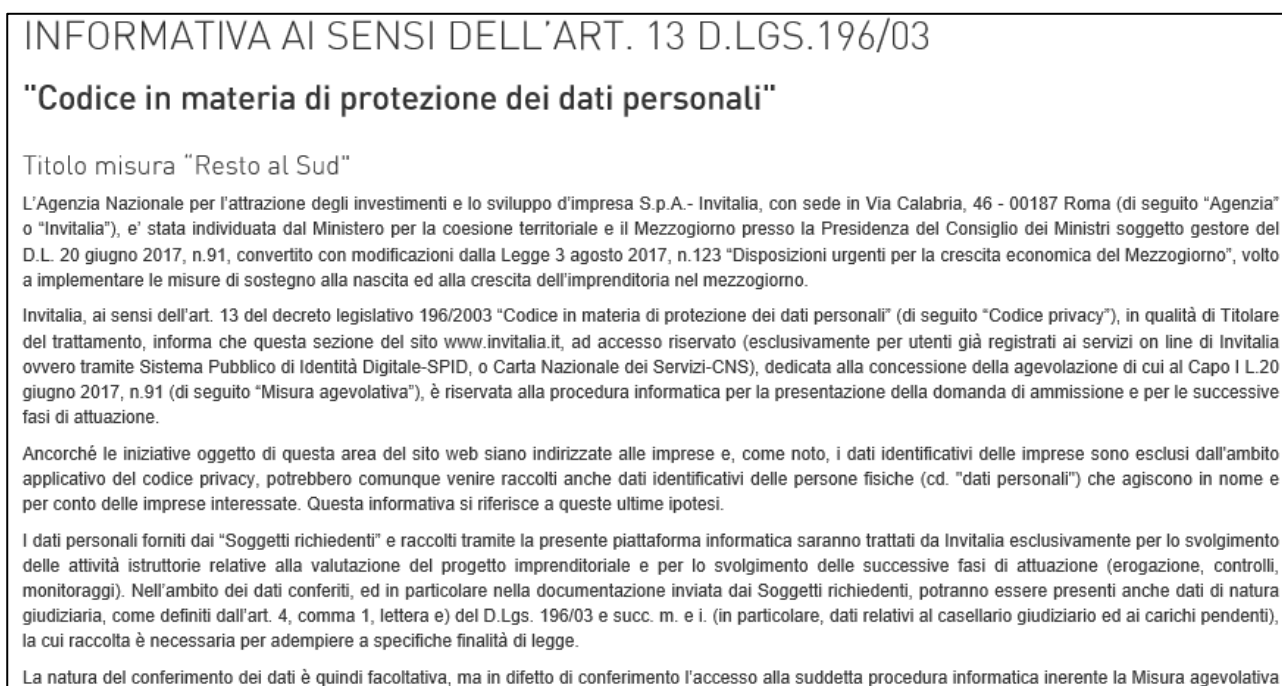 INFORMATIVA AI SENSI DELL'ART. 13 D.LGS.196/03
"Codice in materia di protezione dei dati personali"
Titolo misura “Resto al Sud"
L'Agenzia Nazionale per l'attrazione degli investimenti e lo sviluppo d'impresa S.p.A.- Invitalia, con sede in Via Calabria, 46 - 00187 Roma (di seguito “Agenzia”
o “Invitalia”), e' stata individuata dal Ministero per la coesione territoriale e il Mezzogiorno presso la Presidenza del Consiglio dei Ministri soggetto gestore del
D.L. 20 giugno 2017, n.91, convertito con modificazioni dalla Legge 3 agosto 2017, n.123 “Disposizioni urgenti per la crescita economica del Mezzogiorno”, volto
a implementare le misure di sostegno alla nascita ed alla crescita dell'imprenditoria nel mezzogiorno.
Invitalia, ai sensi dell'art. 13 del decreto legislativo 196/2003 “Codice in materia di protezione dei dati personali” (di seguito “Codice privacy”), in qualità di Titolare
del trattamento, informa che questa sezione del sito www.invitalia.it, ad accesso riservato (esclusivamente per utenti già registrati ai servizi on line di Invitalia
ovvero tramite Sistema Pubblico di Identità Digitale-SPID, o Carta Nazionale dei Servizi-CNS), dedicata alla concessione della agevolazione di cui al Capo I L.20
giugno 2017, n.91 (di seguito “Misura agevolativa”), è riservata alla procedura informatica per la presentazione della domanda di ammissione e per le successive
fasi di attuazione.
Ancorché le iniziative oggetto di questa area del sito web siano indirizzate alle imprese e, come noto, i dati identificativi delle imprese sono esclusi dall'ambito
applicativo del codice privacy, potrebbero comunque venire raccolti anche dati identificativi delle persone fisiche (cd. "dati personali") che agiscono in nome e
per conto delle imprese interessate. Questa informativa si riferisce a queste ultime ipotesi.
I dati personali forniti dai “Soggetti richiedenti” e raccolti tramite la presente piattaforma informatica saranno trattati da Invitalia esclusivamente per lo svolgimento
delle attività istruttorie relative alla valutazione del progetto imprenditoriale e per lo svolgimento delle successive fasi di attuazione (erogazione, controlli,
monitoraggi). Nell'ambito dei dati conferiti, ed in particolare nella documentazione inviata dai Soggetti richiedenti, potranno essere presenti anche dati di natura
giudiziaria, come definiti dall'art. 4, comma 1, lettera e) del D.Lgs. 196/03 e succ. m. e i. (in particolare, dati relativi al casellario giudiziario ed ai carichi pendenti),
la cui raccolta è necessaria per adempiere a specifiche finalità di legge.
La natura del conferimento dei dati è quindi facoltativa, ma in difetto di conferimento l'accesso alla suddetta procedura informatica inerente la Misura agevolativa